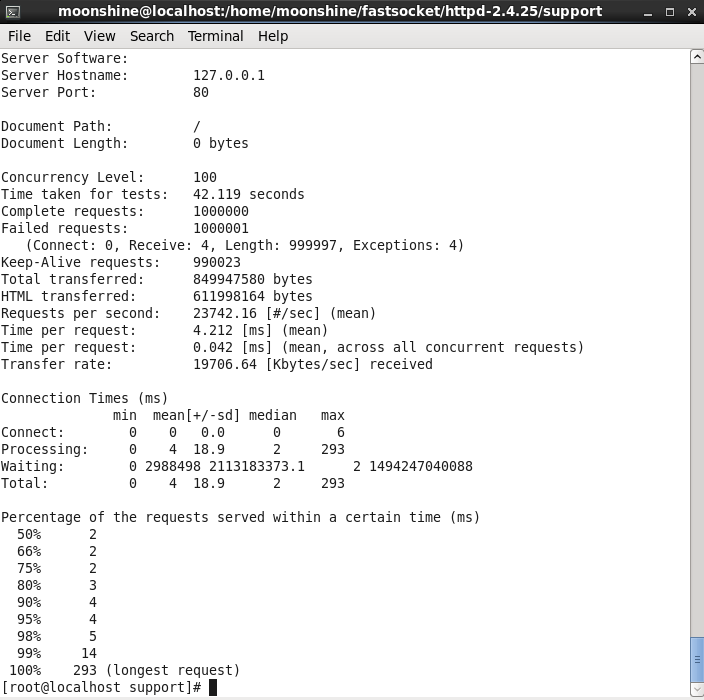 moonshine@localhost:/home/moonshine/fastsocket/httpd-2.4.25/support
File Edit View Search Terminal Help
Server Software:
Server Hostname: 127.0.0.1
Server Port: 80
Document Path: /
Document Length: 0 bytes
Concurrency Level: 100
Time taken for tests: 42.119 seconds
Complete requests: 1000000
Failed requests: 1000001
(Connect: 0, Receive: 4, Length: 999997, Exceptions: 4)
Keep-Alive requests: 990023
Total transferred: 849947580 bytes
HTML transferred: 611998164 bytes
Requests per second: 23742.16 [#/sec] (mean)
Time per request: 4.212 [ms] (mean)
Time per request: 0.042 [ms] (mean, across all concurrent requests)
Transfer rate: 19706.64 [Kbytes/sec] received
Connection Times (ms)
min mean[+/-sd] median max
Connect: 0 0 0.0 0 6
Processing: 0 4 18.9 2 293
Waiting: 0 2988498 2113183373.1 2 1494247040088
Total: 0 4 18.9 2 293
Percentage of the requests served within a certain time (ms)
50% 2
66% 2
75% 2
80% 3
90% 4
95% 4
98% 5
99% 14
100% 293 (longest request)
[root@localhost support]#